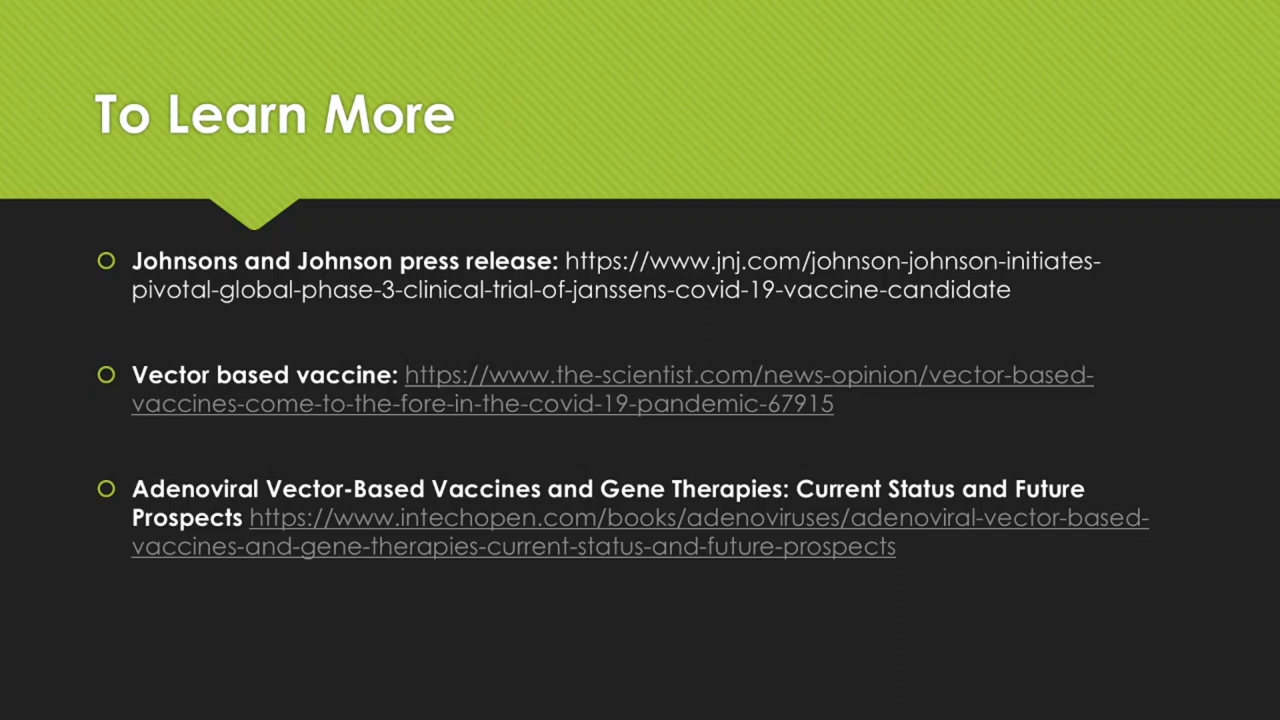 To Learn More
Johnsons and Johnson press release: https://www.jnj.com/johnson-johnson-initiates-
pivotal-global-phase-3-clinical-trial-of-janssens-covid-19-vaccine-candidate
Vector based vaccine: https://www.the-scientist.com/news-opinion/vector-based-
vaccines-come-to-the-fore-in-the-covid-19-pandemic-67915
Adenoviral Vector-Based Vaccines and Gene Therapies: Current Status and Future
Prospects https://www.intechopen.com/books/adenoviruses/adenoviral-vector-based-
vaccines-and-gene-therapies-current-status-and-future-prospects